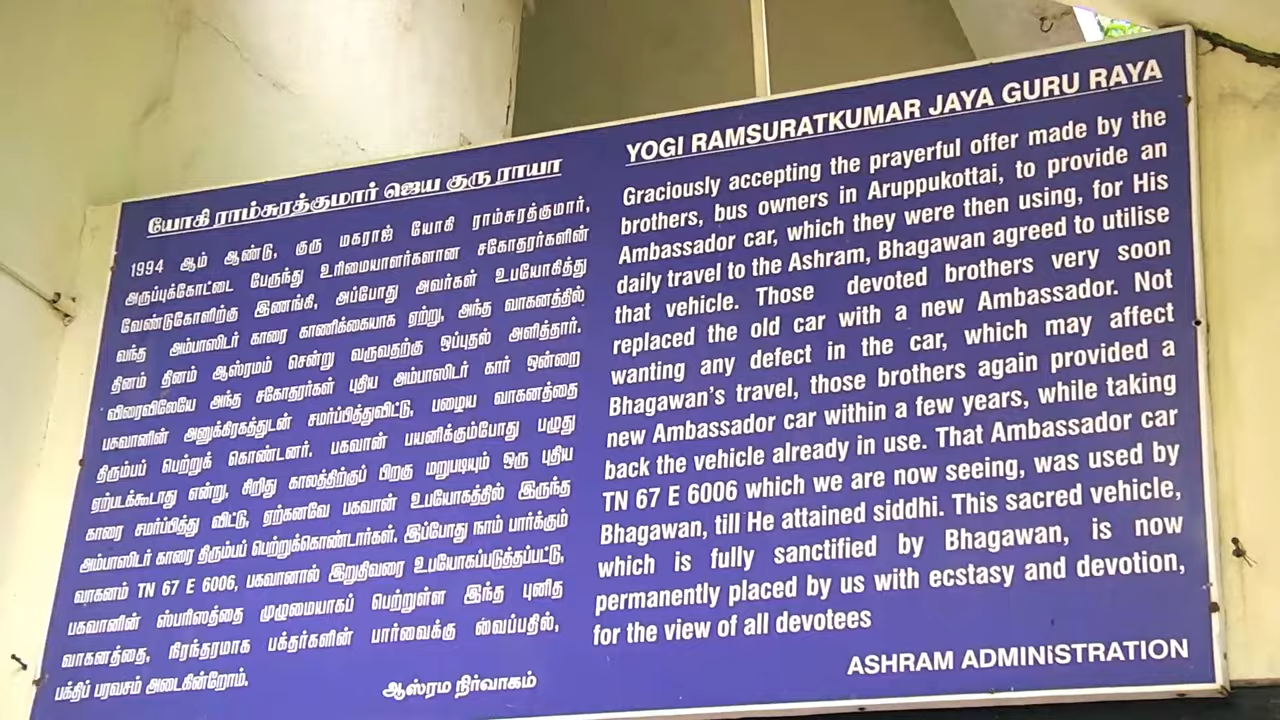 யோகி ராம்சுரத்குமார் ஜெய குரு ராயா
1994 ஆம் ஆண்டு, குரு மகராஜ் யோகி ராம்சுரத்குமார்,
அருப்புக்கோட்டை பேருந்து உரிமையாளர்களான சகோதரர்களின்
வேண்டுகோளிற்கு இணங்கி, அப்போது அவர்கள் உபயோகித்து
வந்த அம்பாஸிடர் காரை காணிக்கையாக ஏற்று, அந்த வாகனத்தில்
தினம் தினம் ஆஸ்ரமம் சென்று வருவதற்கு ஒப்புதல் அளித்தார்.
விரைவிலேயே அந்த சகோதரர்கள் புதிய அம்பாஸிடர் கார் ஒன்றை
பகவானின் அனுக்கிரகத்துடன் சமர்ப்பித்துவிட்டு, பழைய வாகனத்தை
திரும்பப் பெற்றுக் கொண்டனர். பகவான் பயனிக்கும்போது பழுது
ஏற்படக்கூடாது என்று, சிறிது காலத்திற்குப் பிறகு மறுபடியும் ஒரு புதிய
காரை சமர்ப்பித்து விட்டு, ஏற்கனவே பகவான் உபயோகத்தில் இருந்த
அம்பாஸிடர் காரை திரும்பப் பெற்றுக்கொண்டார்கள். இப்போது நாம் பார்க்கும்
வாகனம் TN 67 E 6006, பகவானால் இறுதிவரை உபயோகப்படுத்தப்பட்டு,
பகவானின் ஸ்பரிஸத்தை முழுமையாகப் பெற்றுள்ள இந்த புனித
வாகனத்தை, நிரந்தரமாக பக்தர்களின் பார்வைக்கு வைப்பதில்,
பக்திப் பரவசம் அடைகின்றோம்.
ஆஸ்ரம நிர்வாகம்
YOGI RAMSURATKUMAR JAYA GURU RAYA
Graciously accepting the prayerful offer made by the
brothers, bus owners in Aruppukottai, to provide an
Ambassador car, which they were then using, for His
daily travel to the Ashram, Bhagawan agreed to utilise
that vehicle. Those devoted brothers very soon
replaced the old car with a new Ambassador. Not
wanting any defect in the car, which may affect
Bhagawan's travel, those brothers again provided a
new Ambassador car within a few years, while taking
back the vehicle already in use. That Ambassador car
TN 67 E 6006 which we are now seeing, was used by
Bhagawan, till He attained siddhi. This sacred vehicle,
which is fully sanctified by Bhagawan, is now
permanently placed by us with ecstasy and devotion,
for the view of all devotees
ASHRAM ADMINISTRATION